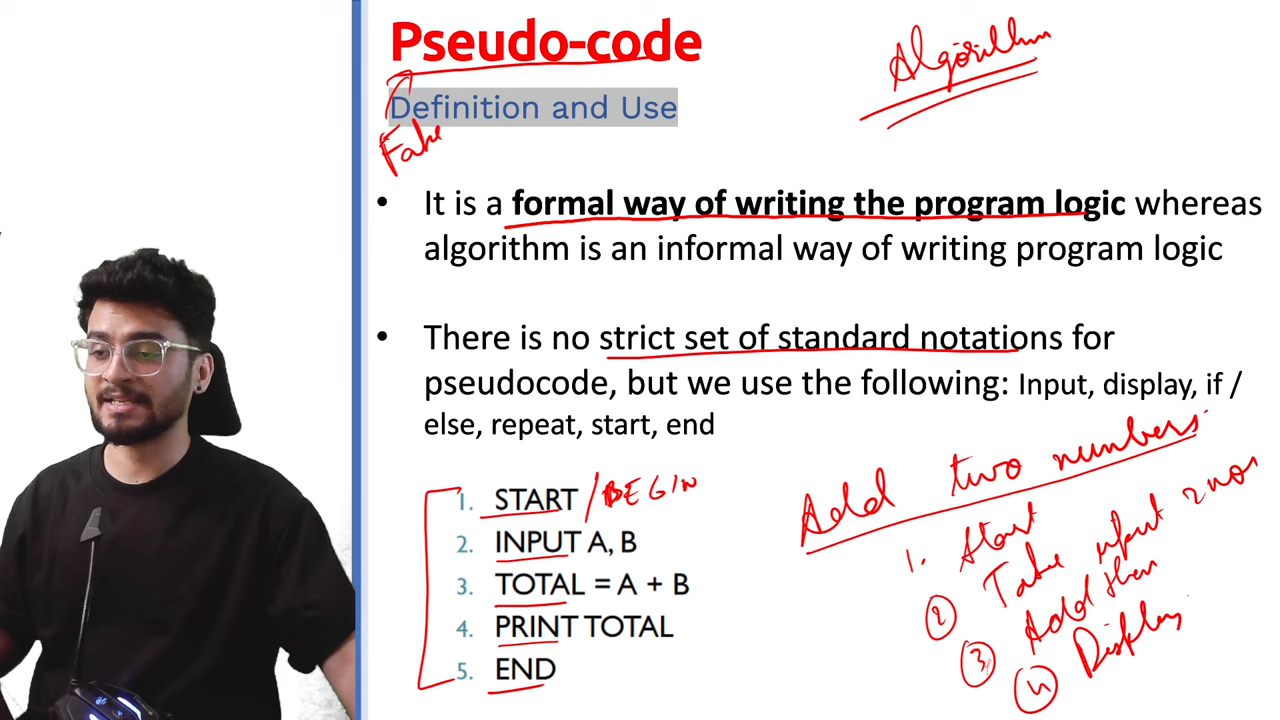 Pseudo-code
Algorithm
Definition and Use
Fake
• It is a formal way of writing the program logic whereas
algorithm is an informal way of writing program logic
• There is no strict set of standard notations for
pseudocode, but we use the following: Input, display, if /
else, repeat, start, end
1. START /BEGIN
2. INPUT A, B
3. TOTAL = A + B
4. PRINT TOTAL
5. END
Add two numbers
1. Start
2 Take input 2 nos
3 Add them
4 Display